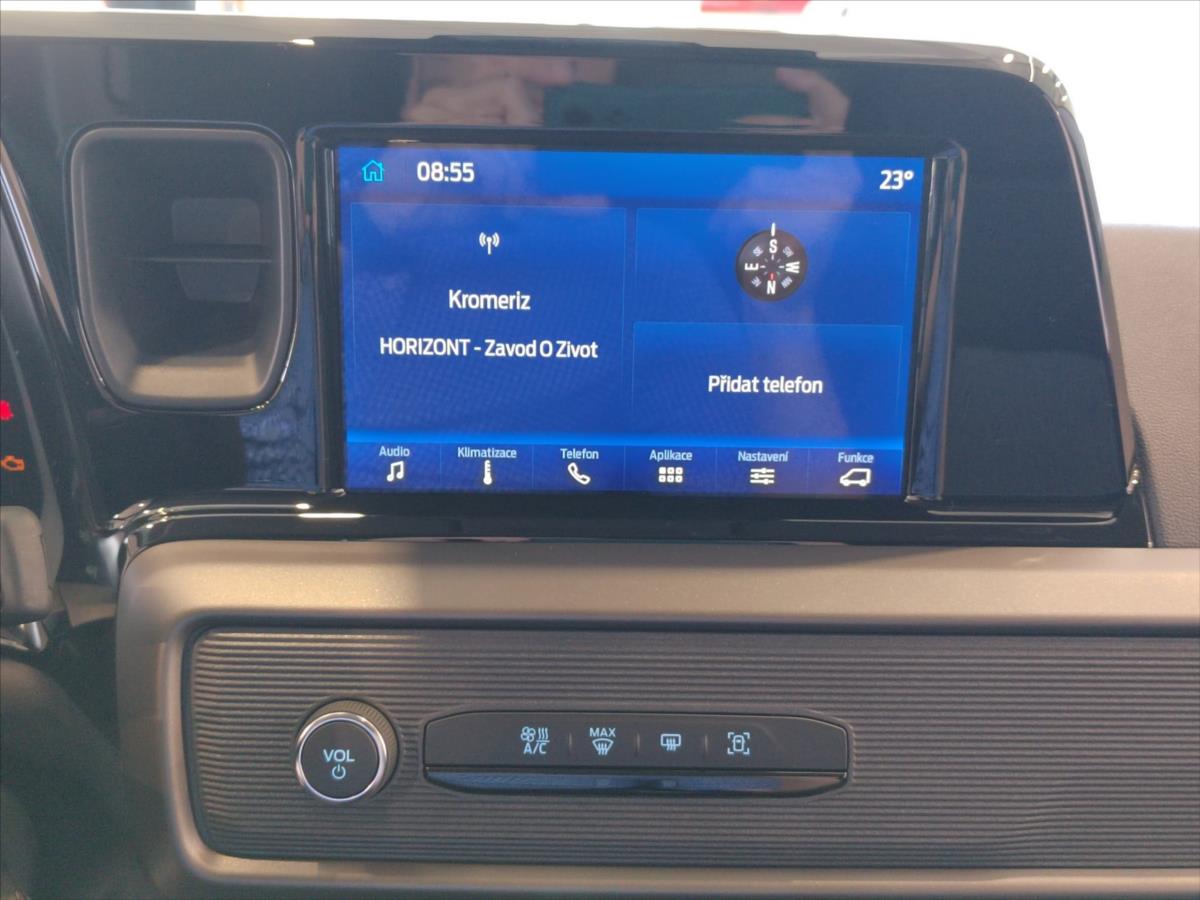 08:55
23°
Kromeriz
HORIZONT - Zavod O Zivot
S
E
W
N
Přidat telefon
Audio
Klimatizace
Telefon
Aplikace
Nastavení
Funkce
VOL
A/C
MAX